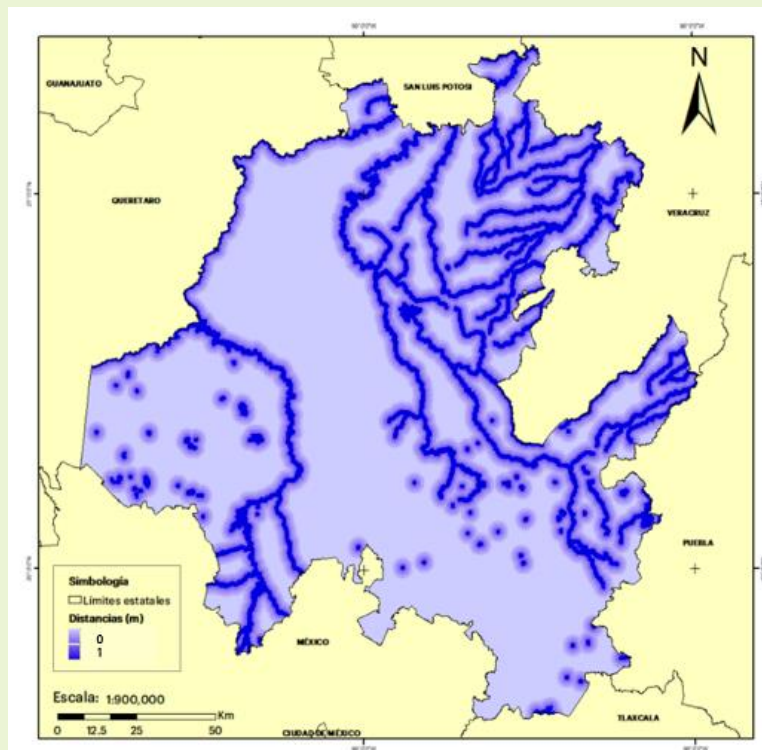 GUANAJUATO
SAN LUIS POTOSI
N
QUERETARO
VERACRUZ
PUEBLA
Simbología
Límites estatales
Distancias (m)
0
1
MÉXICO
Escala: 1:900,000
Km
0 12.5 25 50
TLAXCALA
CIUDAD DE MÉXICO